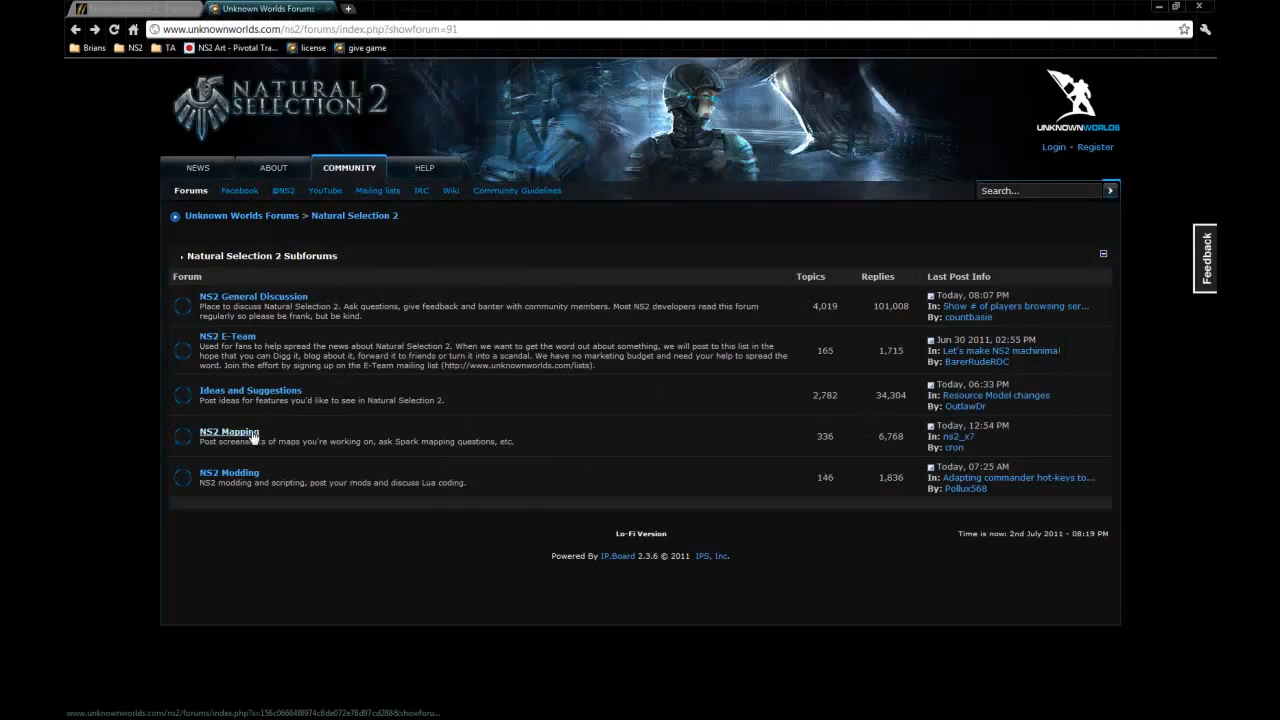 Unknown Worlds Forums -
www.unknownworlds.com/ns2/forums/index.php?showforum=91
Brians NS2 TA NS2 Art - Pivotal Tra... license give game
NATURAL
SELECTION 2
UNKNOWNWORLDS
Login - Register
NEWS ABOUT COMMUNITY HELP
Forums Facebook @NS2 YouTube Mailing lists IRC Wiki Community Guidelines Search...
Unknown Worlds Forums > Natural Selection 2
Feedback
Natural Selection 2 Subforums
Forum Topics Replies Last Post Info
NS2 General Discussion
Place to discuss Natural Selection 2. Ask questions, give feedback and banter with community members. Most NS2 developers read this forum
regularly so please be frank, but be kind.
4,019 101,008
Today, 08:07 PM
In: Show # of players browsing ser...
By: countbasie
NS2 E-Team
Used for fans to help spread the news about Natural Selection 2. When we want to get the word out about something, we will post to this list in the
hope that you can Digg it, blog about it, forward it to friends or turn it into a scandal. We have no marketing budget and need your help to spread the
word. Join the effort by signing up on the E-Team mailing list (http://www.unknownworlds.com/lists).
165 1,715
Jun 30 2011, 02:55 PM
In: Let's make NS2 machinima!
By: BarerRudeROC
Ideas and Suggestions
Post ideas for features you'd like to see in Natural Selection 2.
2,782 34,304
Today, 06:33 PM
In: Resource Model changes
By: OutlawDr
NS2 Mapping
Post screenshots of maps you're working on, ask Spark mapping questions, etc.
336 6,768
Today, 12:54 PM
In: ns2_x7
By: cron
NS2 Modding
NS2 modding and scripting, post your mods and discuss Lua coding.
146 1,836
Today, 07:25 AM
In: Adapting commander hot-keys to...
By: Pollux568
Lo-Fi Version
Time is now: 2nd July 2011 - 08:19 PM
Powered By IP.Board 2.3.6 © 2011 IPS, Inc.